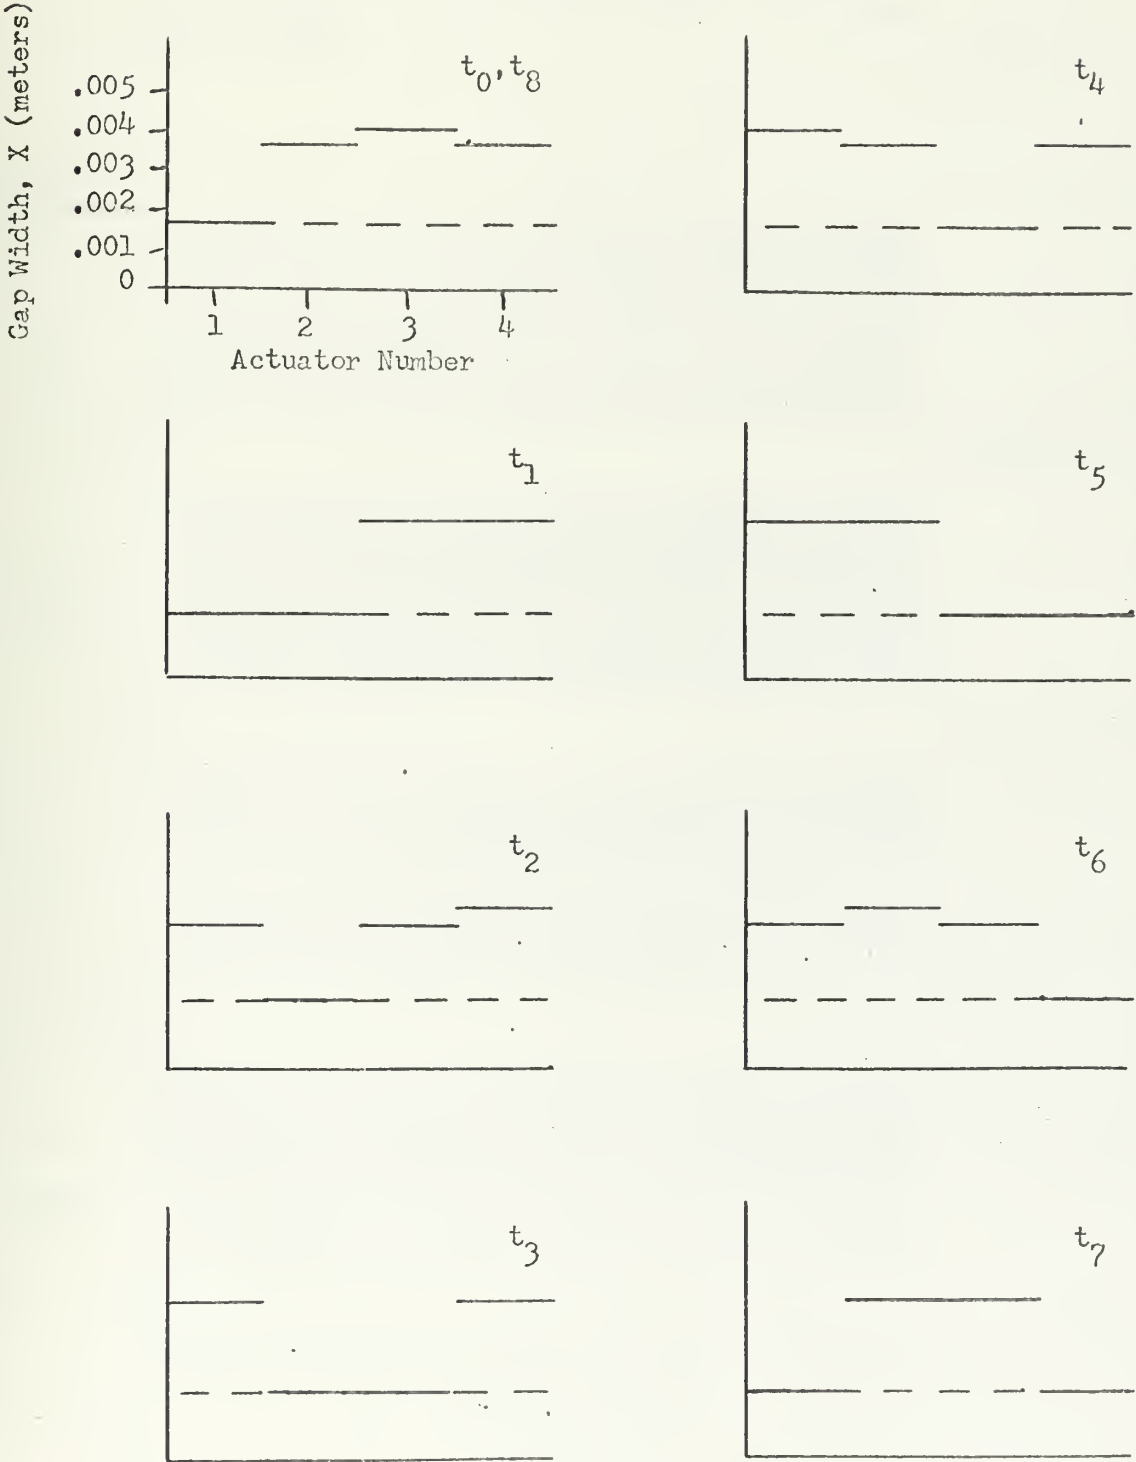 Gap Width, X (meters)
.005
.004
.003
.002
.001
0
1 2 3 4
Actuator Number
t0, t8
t4
t1
t5
t2
t6
t3
t7